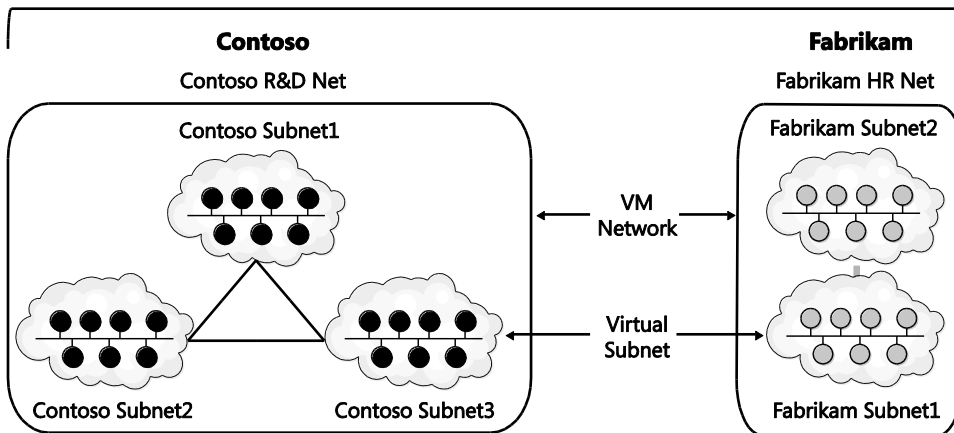 Contoso
Fabrikam
Contoso R&D Net
Fabrikam HR Net
Contoso Subnet1
Fabrikam Subnet2
VM
Network
Virtual
Subnet
Contoso Subnet2
Contoso Subnet3
Fabrikam Subnet1